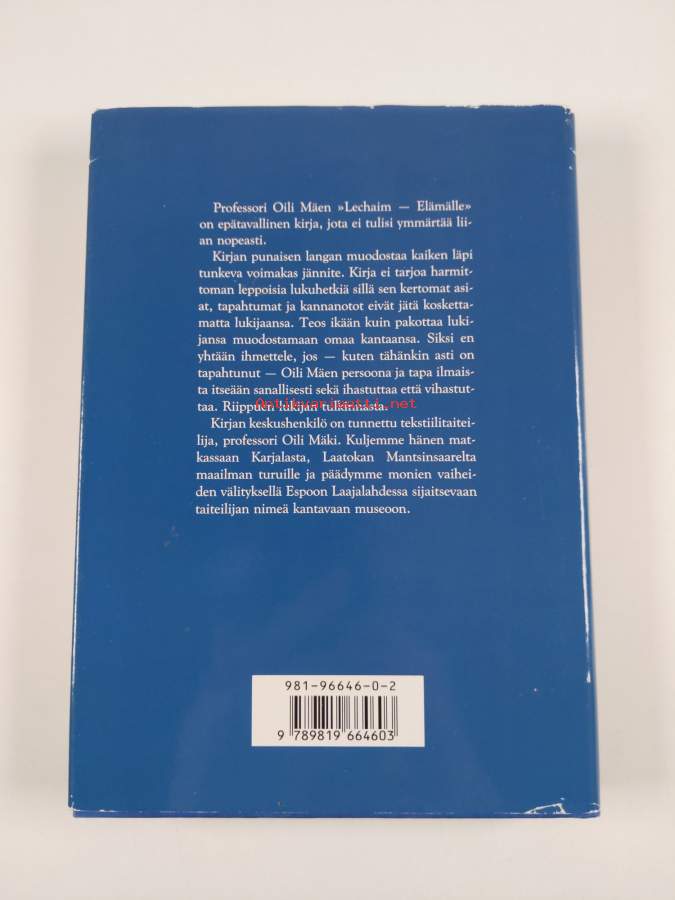 Professori Oili Mäen »Lechaim — Elämälle»
on epätavallinen kirja, jota ei tulisi ymmärtää lii-
an nopeasti.
Kirjan punaisen langan muodostaa kaiken läpi
tunkeva voimakas jännite. Kirja ei tarjoa harmit-
toman leppoisia lukuhetkiä sillä sen kertomat asi-
at, tapahtumat ja kannanotot eivät jätä kosketta-
matta lukijaansa. Teos ikään kuin pakottaa luki-
jansa muodostamaan omaa kantaansa. Siksi en
yhtään ihmettele, jos — kuten tähänkin asti on
tapahtunut — Oili Mäen persoona ja tapa ilmais-
ta itseään sanallisesti sekä ihastuttaa että vihastut-
taa. Riippuen lukijan tulkinnasta.
Antikvariaatti.net
Kirjan keskushenkilö on tunnettu tekstiilitaitei-
lija, professori Oili Mäki. Kuljemme hänen mat-
kassaan Karjalasta, Laatokan Mantsinsaarelta
maailman turuille ja päädymme monien vaihei-
den välityksellä Espoon Laajalahdessa sijaitsevaan
taiteilijan nimeä kantavaan museoon.
981-96646-0-2
9 789819 664603